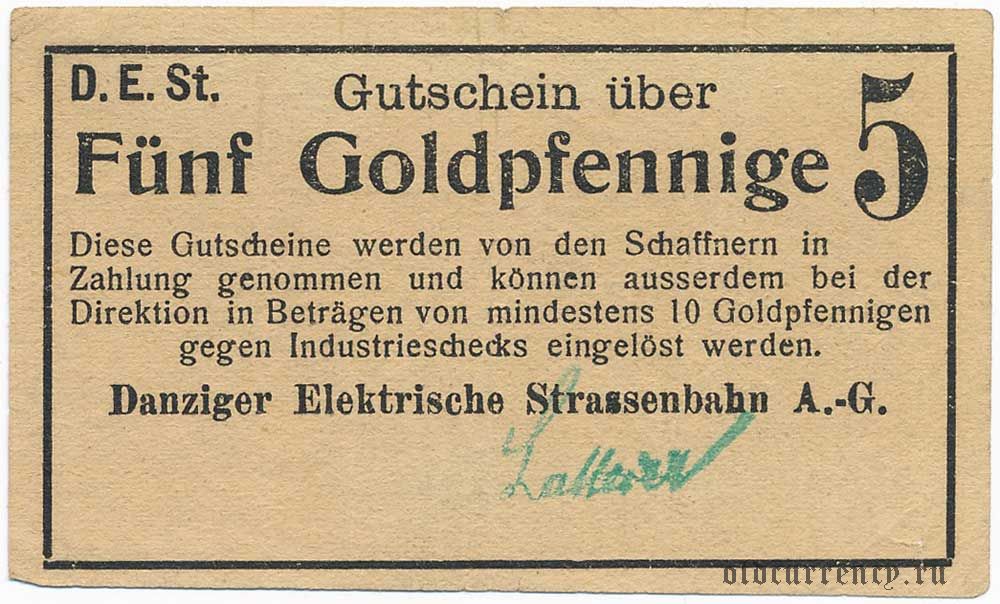 D. E. St.
Gutschein über
5
Fünf Goldpfennige
Diese Gutscheine werden von den Schaffnern in
Zahlung genommen und können ausserdem bei der
Direktion in Beträgen von mindestens 10 Goldpfennigen
gegen Industrieschecks eingelöst werden.
Danziger Elektrische Strassenbahn A.-G.
oldcurrency.ru